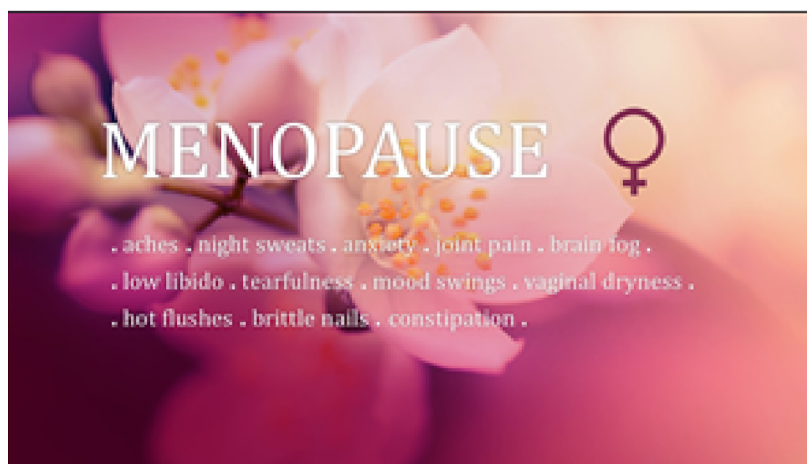 MENOPAUSE
. aches . night sweats . anxiety . joint pain . brain fog .
. low libido . tearfulness . mood swings . vaginal dryness .
. hot flushes . brittle nails . constipation .